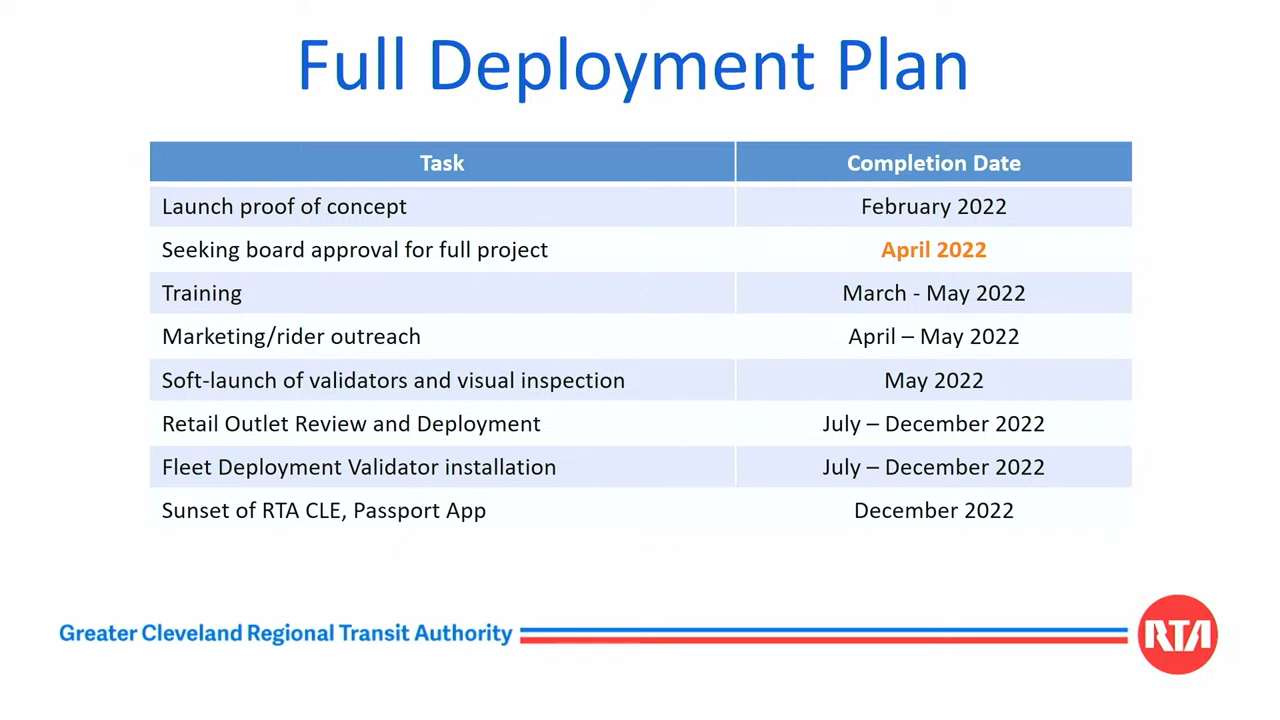 Full Deployment Plan
Task Completion Date
Launch proof of concept February 2022
Seeking board approval for full project April 2022
Training March - May 2022
Marketing/rider outreach April – May 2022
Soft-launch of validators and visual inspection May 2022
Retail Outlet Review and Deployment July – December 2022
Fleet Deployment Validator installation July – December 2022
Sunset of RTA CLE, Passport App December 2022
Greater Cleveland Regional Transit Authority RTA